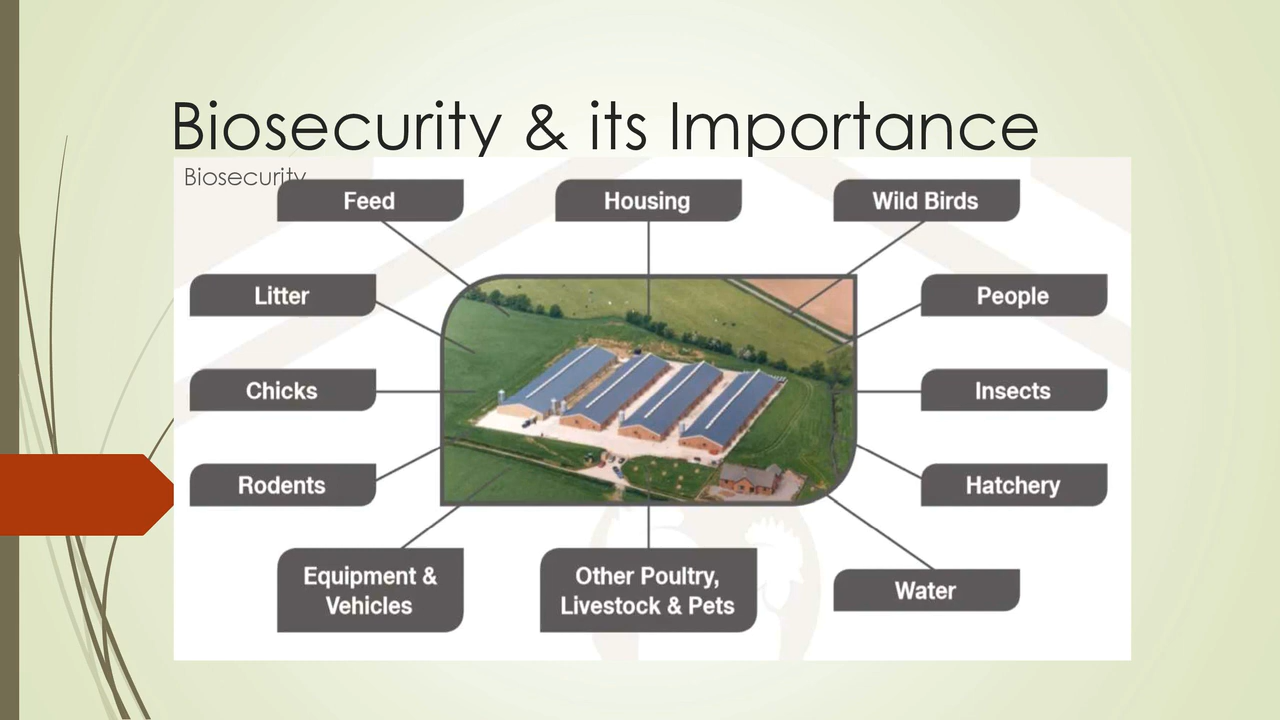 Biosecurity & its Importance
Biosecurity
Feed
Housing
Wild Birds
Litter
People
Chicks
Insects
Rodents
Hatchery
Equipment &
Vehicles
Other Poultry,
Livestock & Pets
Water